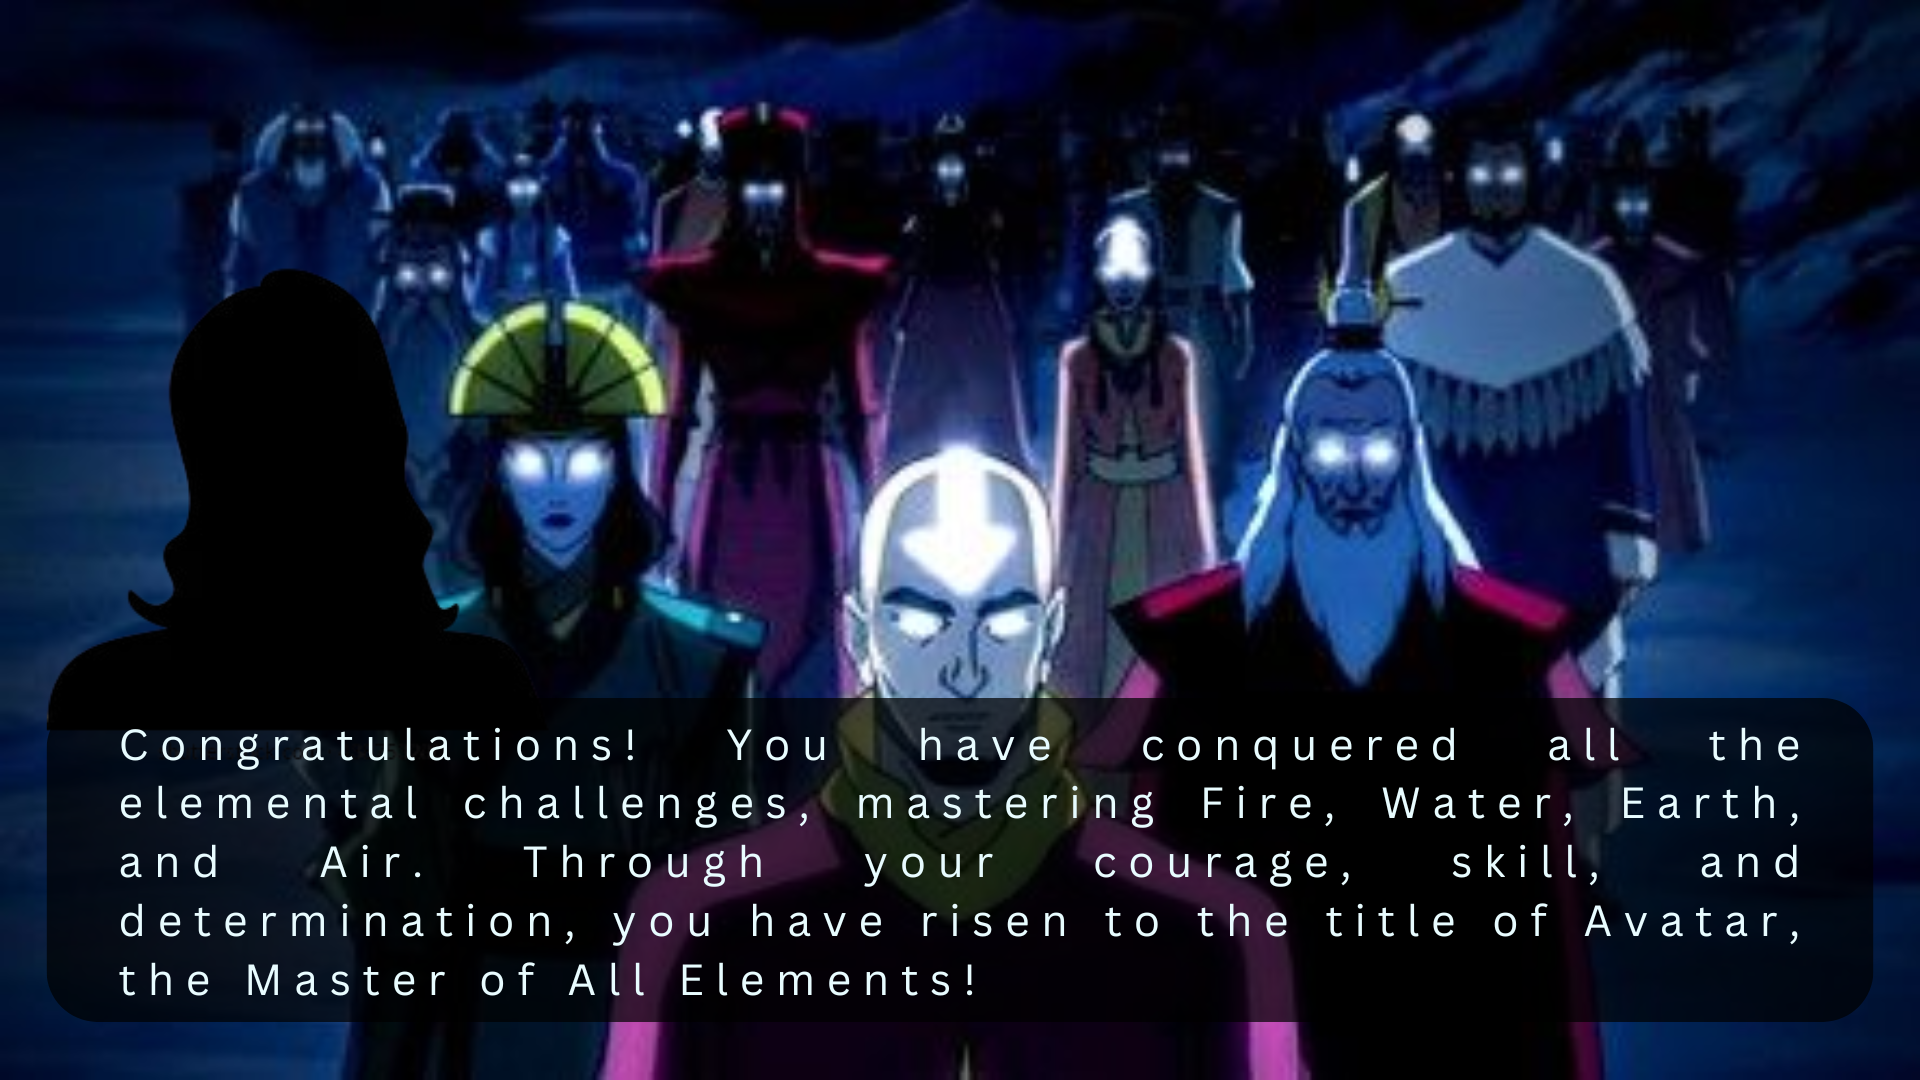 Congratulations! You have conquered all the
elemental challenges, mastering Fire, Water, Earth,
and Air. Through your courage, skill, and
determination, you have risen to the title of Avatar,
the Master of All Elements!